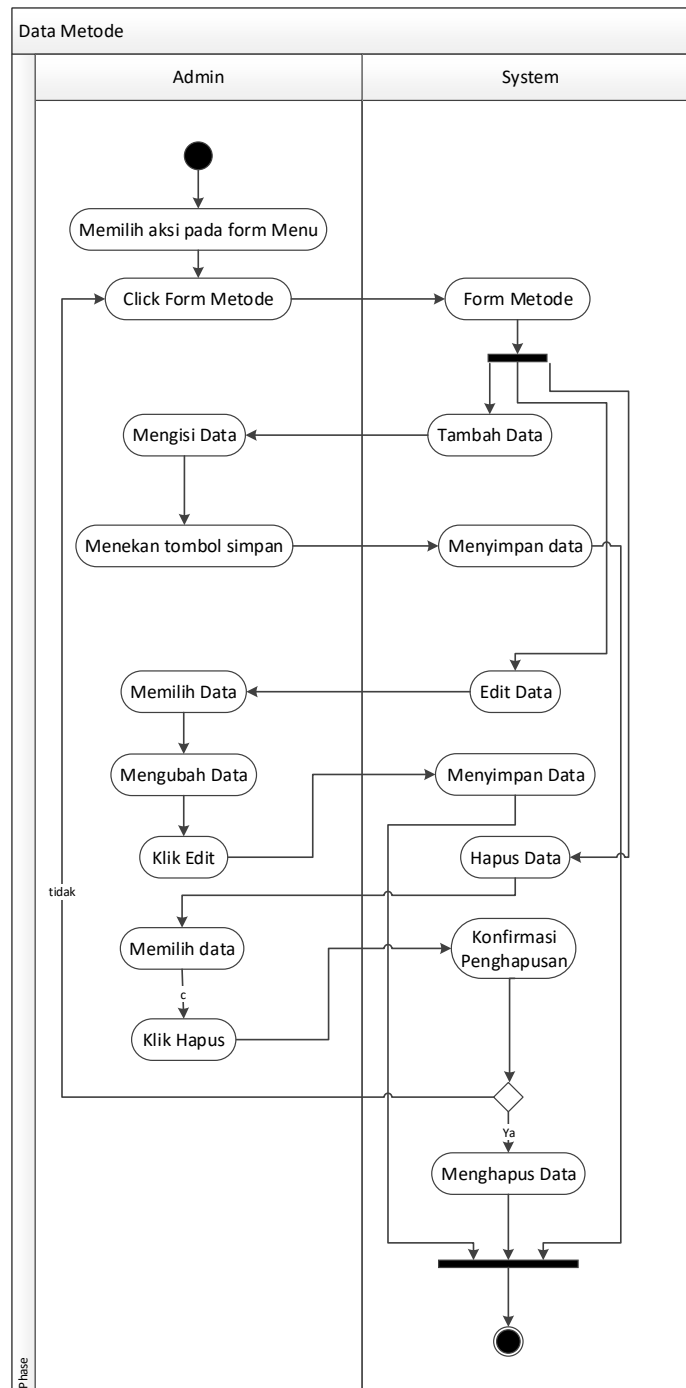 Data Metode
Admin
System
Memilih aksi pada form Menu
Click Form Metode
Form Metode
Mengisi Data
Tambah Data
Menekan tombol simpan
Menyimpan data
Memilih Data
Edit Data
Mengubah Data
Menyimpan Data
Klik Edit
Hapus Data
tidak
Memilih data
Konfirmasi
Penghapusan
c
Klik Hapus
Ya
Menghapus Data
Phase